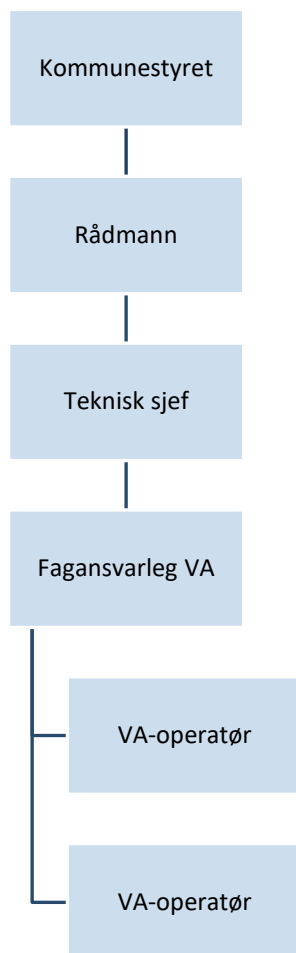 Kommunestyret
Rådmann
Teknisk sjef
Fagansvarleg VA
VA-operatør
VA-operatør